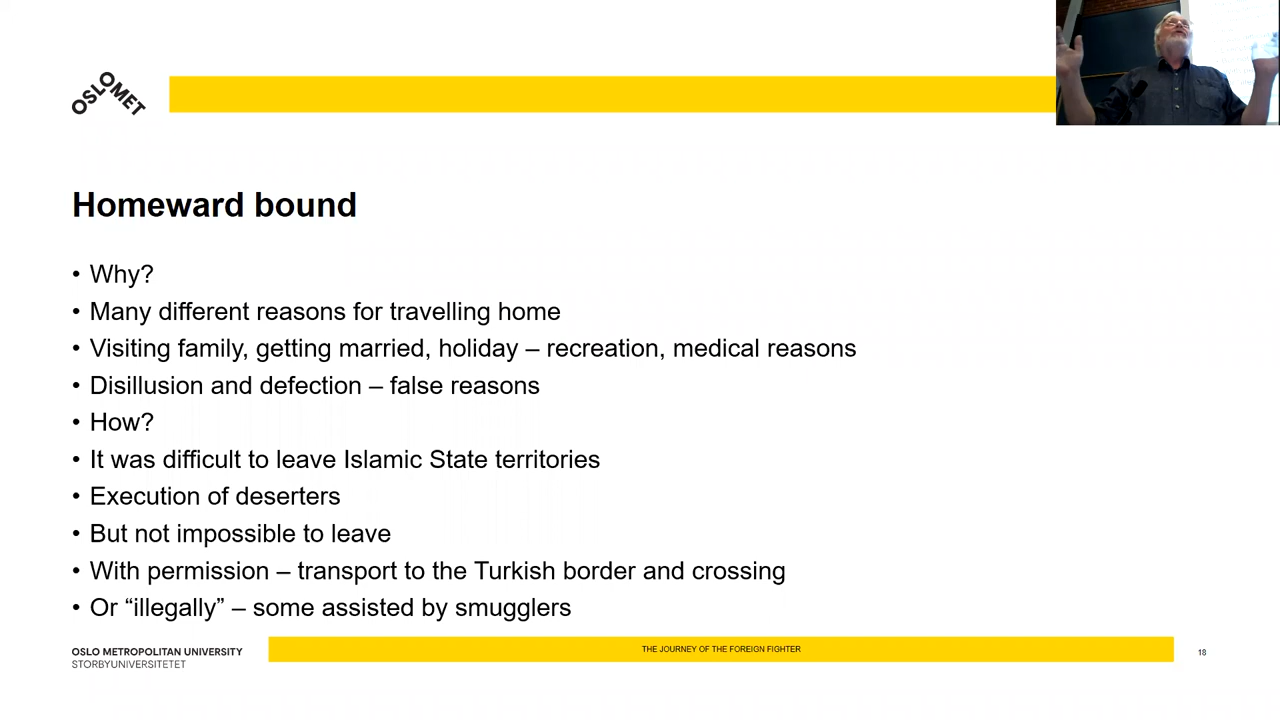 OSLOMET
Homeward bound
• Why?
• Many different reasons for travelling home
• Visiting family, getting married, holiday – recreation, medical reasons
• Disillusion and defection – false reasons
• How?
• It was difficult to leave Islamic State territories
• Execution of deserters
• But not impossible to leave
• With permission – transport to the Turkish border and crossing
• Or “illegally” – some assisted by smugglers
OSLO METROPOLITAN UNIVERSITY
STORBYUNIVERSITETET
THE JOURNEY OF THE FOREIGN FIGHTER
18